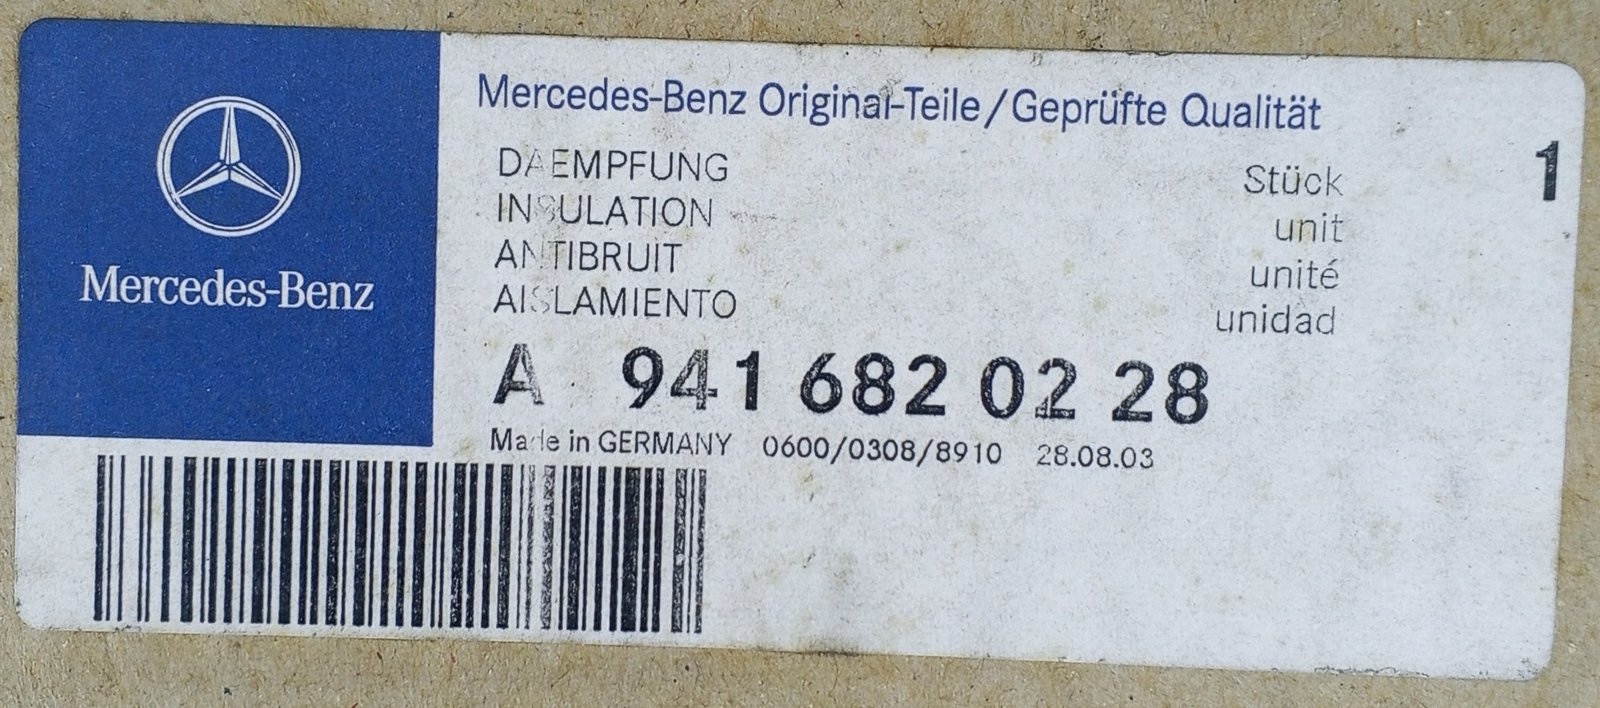 Mercedes-Benz
Mercedes-Benz Original-Teile/Geprüfte Qualität
DAEMPFUNG
INSULATION
ANTIBRUIT
AISLAMIENTO
Stück 1
unit
unité
unidad
A 941 682 02 28
Made in GERMANY 0600/0308/8910 28.08.03